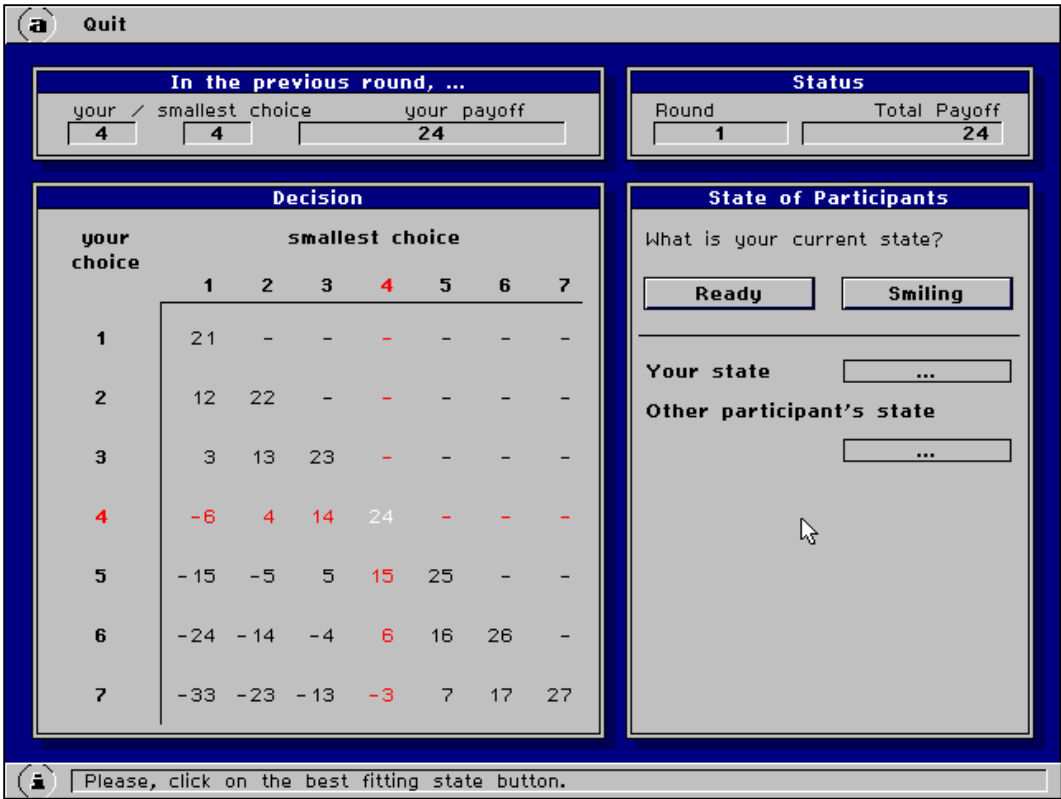 a Quit
In the previous round, ...
your / smallest choice your payoff
4 4 24
Status
Round Total Payoff
1 24
Decision
your choice smallest choice
1 2 3 4 5 6 7
1 21 - - - - - -
2 12 22 - - - - -
3 3 13 23 - - - -
4 -6 4 14 24 - - -
5 -15 -5 5 15 25 - -
6 -24 -14 -4 6 16 26 -
7 -33 -23 -13 -3 7 17 27
State of Participants
What is your current state?
Ready Smiling
Your state ...
Other participant's state
...
i Please, click on the best fitting state button.